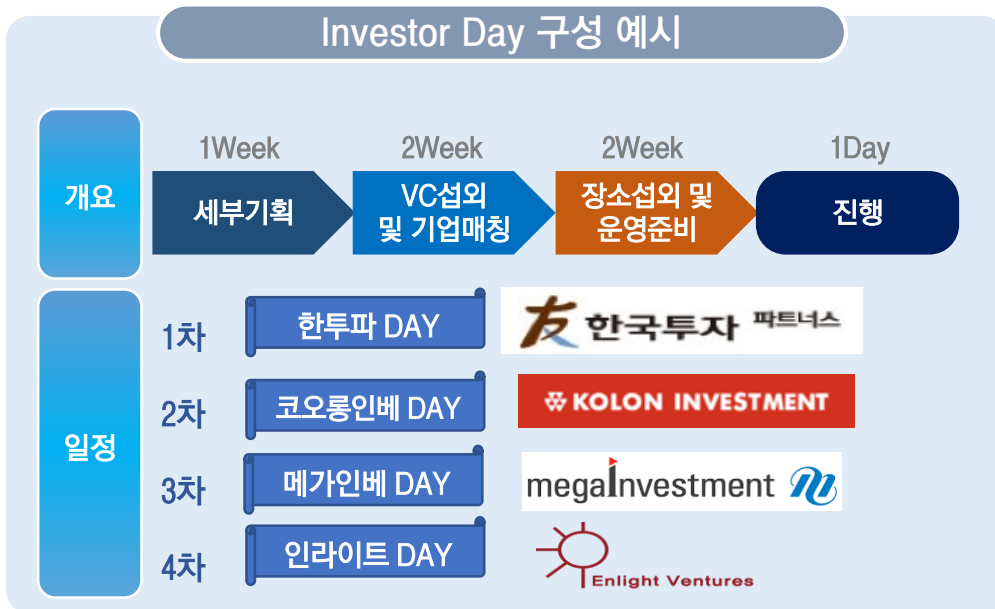 Investor Day 구성 예시
개요
1Week
2Week
2Week
1Day
세부기획
VC섭외
및 기업매칭
장소섭외 및
운영준비
진행
일정
1차
한투파 DAY
友 한국투자 파트너스
2차
코오롱인베 DAY
KOLON INVESTMENT
3차
메가인베 DAY
megaInvestment
4차
인라이트 DAY
Enlight Ventures